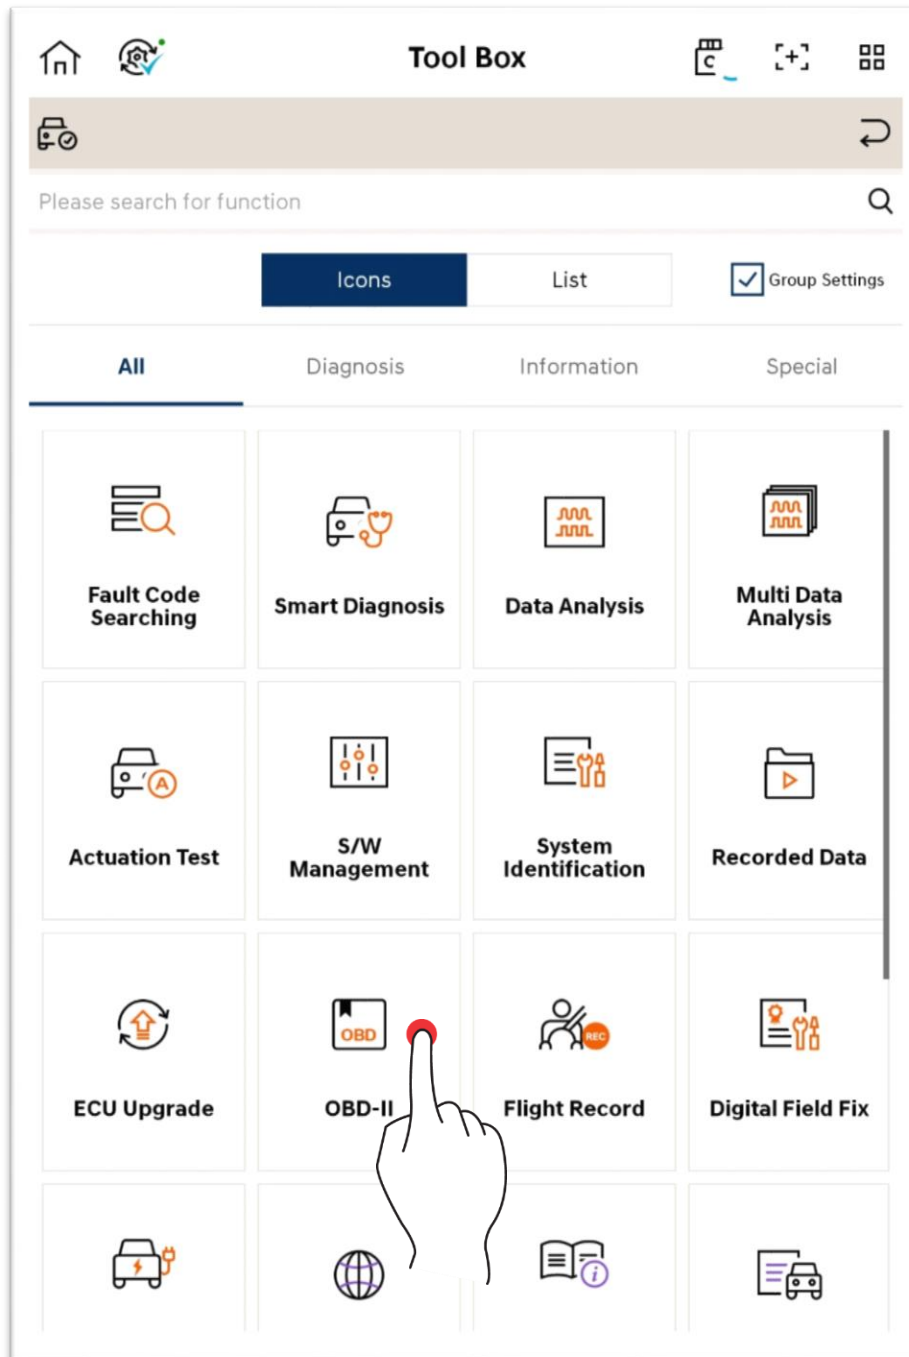 Tool Box
C
Please search for function
Icons
List
Group Settings
All
Diagnosis
Information
Special
Fault Code
Searching
Smart Diagnosis
Data Analysis
Multi Data
Analysis
A
Actuation Test
S/W
Management
System
Identification
Recorded Data
ECU Upgrade
OBD
OBD-II
REC
Flight Record
Digital Field Fix
i